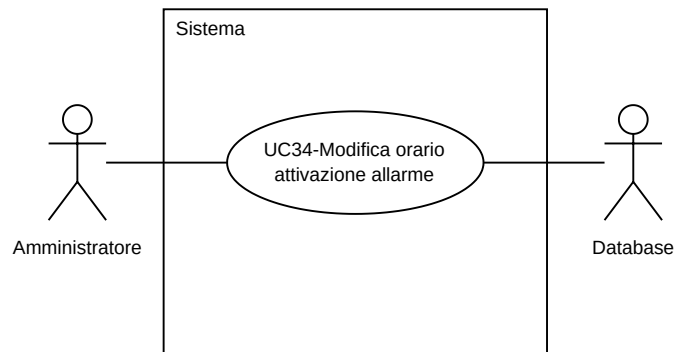 Sistema
UC34-Modifica orario
attivazione allarme
Amministratore
Database